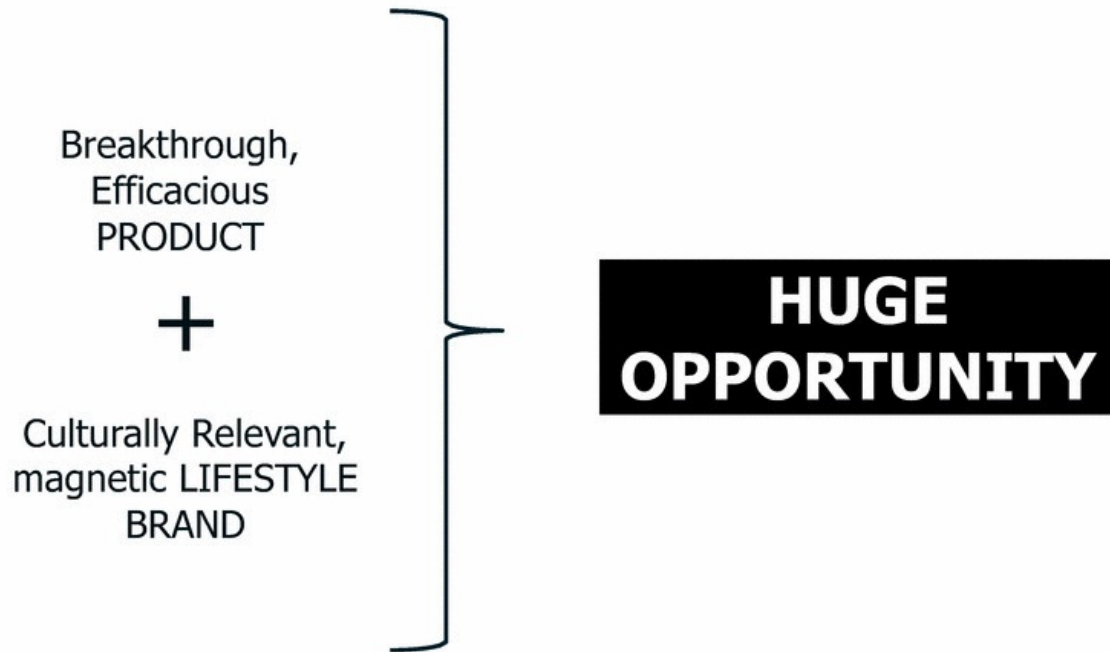 Breakthrough,
Efficacious
PRODUCT
+
Culturally Relevant,
magnetic LIFESTYLE
BRAND
HUGE
OPPORTUNITY